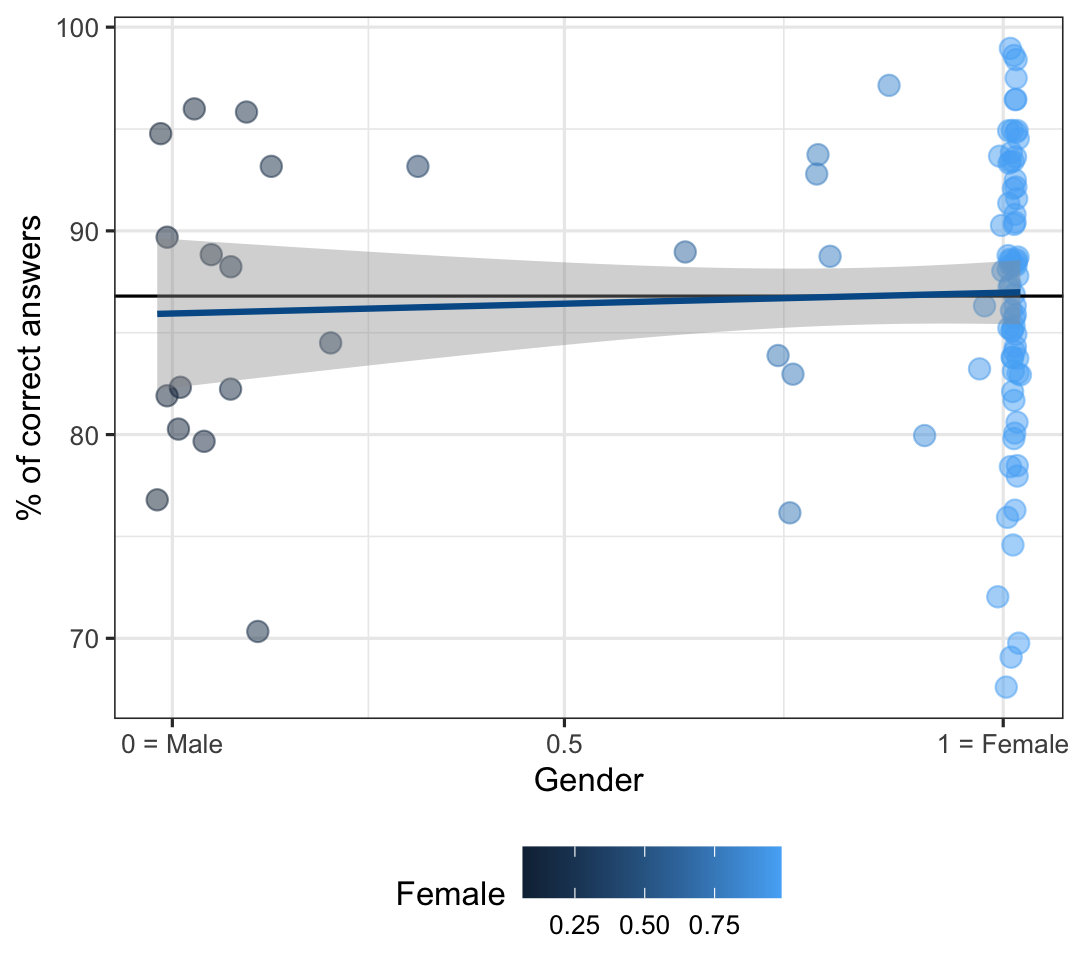 100
90
80
70
% of correct answers
0 = Male 0.5 1 = Female
Gender
Female
0.25 0.50 0.75